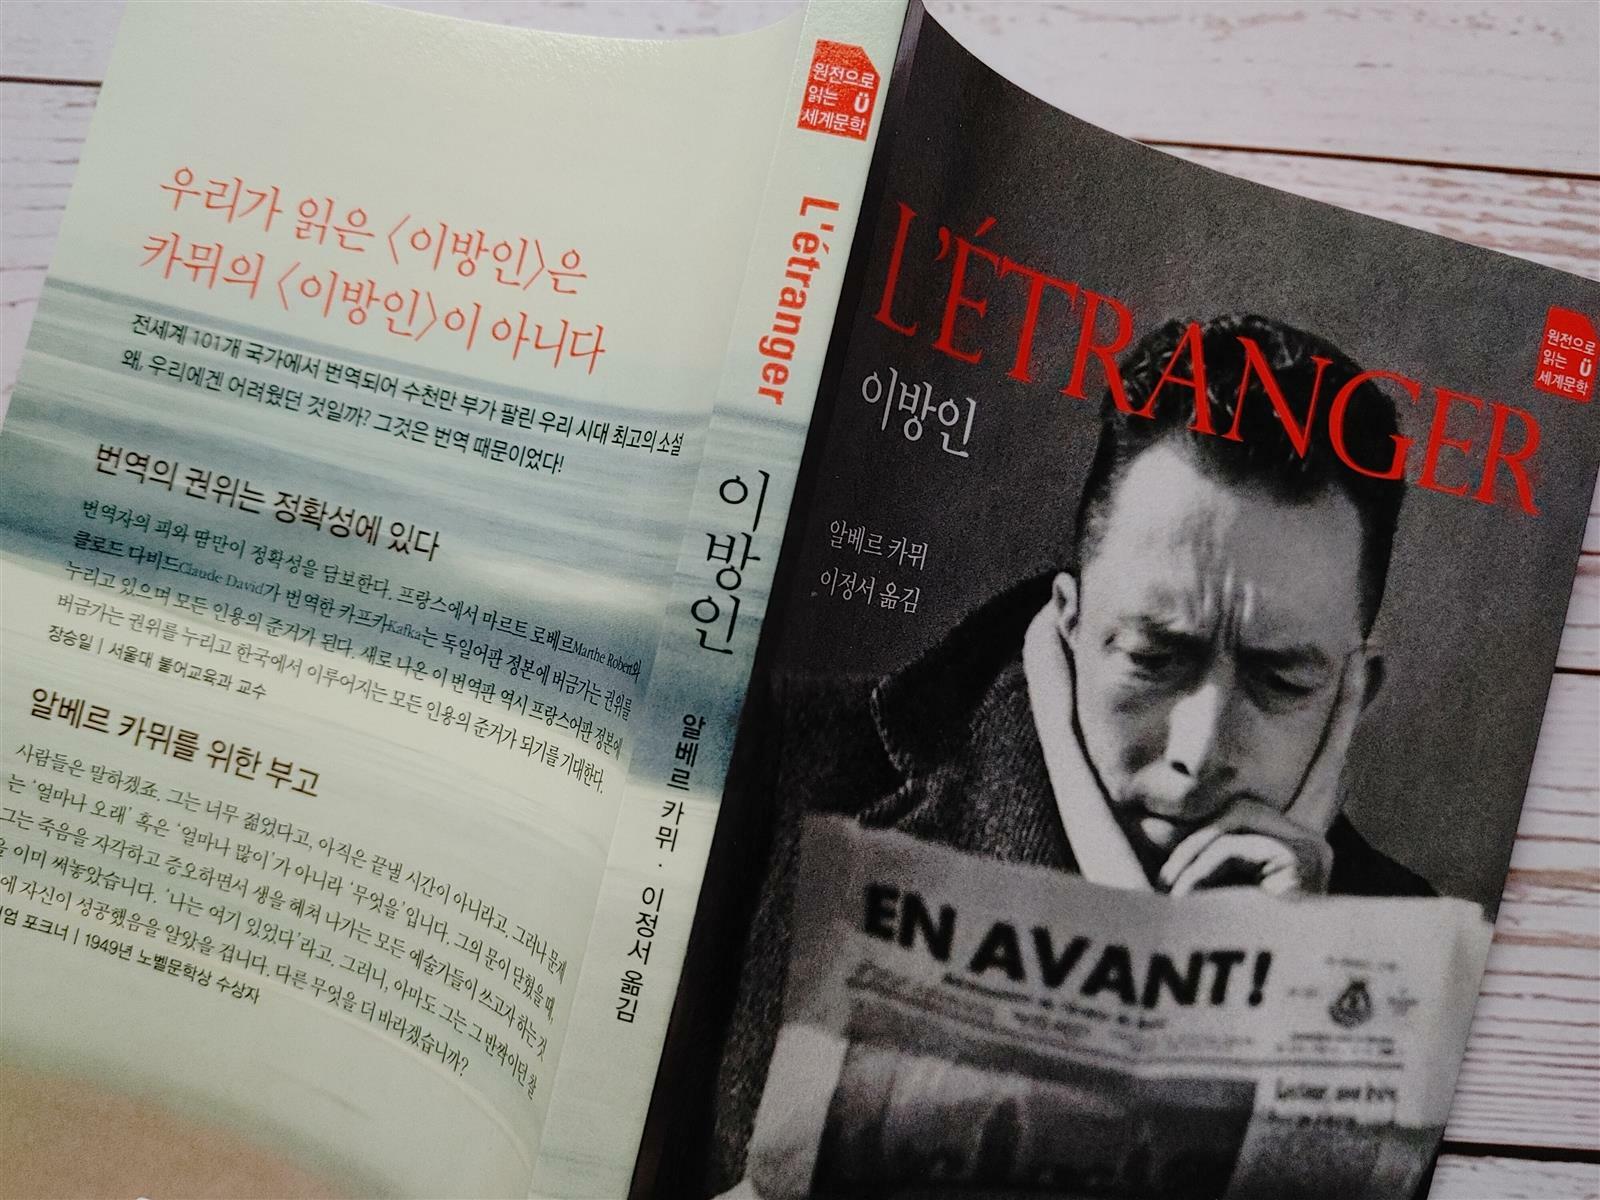 우리가 읽은 〈이방인〉은
카뮈의 〈이방인〉이 아니다
전세계 101개 국가에서 번역되어 수천만 부가 팔린 우리 시대 최고의 소설
왜, 우리에겐 어려웠던 것일까? 그것은 번역 때문이었다!
번역의 권위는 정확성에 있다
번역자의 피와 땀만이 정확성을 담보한다. 프랑스에서 마르트 로베르Marthe Robert와
클로드 다비드Claude David가 번역한 카프카Kafka는 독일어판 정본에 버금가는 권위를
누리고 있으며 모든 인용의 준거가 된다. 새로 나온 이 번역판 역시 프랑스어판 정본에
버금가는 권위를 누리고 한국에서 이루어지는 모든 인용의 준거가 되기를 기대한다.
장승일 | 서울대 불어교육과 교수
알베르 카뮈를 위한 부고
사람들은 말하겠죠. 그는 너무 젊었다고, 아직은 끝낼 시간이 아니라고. 그러나 문제
는 ‘얼마나 오래’ 혹은 ‘얼마나 많이’가 아니라 ‘무엇을’입니다. 그의 문이 닫혔을 때,
그는 죽음을 자각하고 증오하면서 생을 헤쳐 나가는 모든 예술가들이 쓰고자 하는 것
을 이미 써놓았습니다. ‘나는 여기 있었다’라고. 그러니, 아마도 그는 그 반짝이던 찰
에 자신이 성공했음을 알았을 겁니다. 다른 무엇을 더 바라겠습니까?
포크너 | 1949년 노벨문학상 수상자
원전으로
읽는 Ü
세계문학
L'étranger
이방인
알베르 카뮈 · 이정서 옮김
L'ÉTRANGER
원전으로
읽는 Ü
세계문학
이방인
알베르 카뮈
이정서 옮김
EN AVANT!